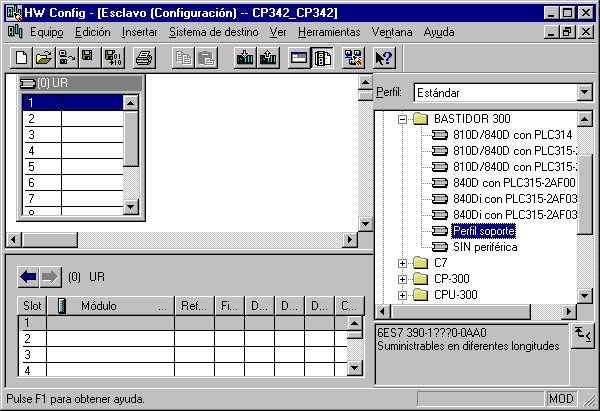 HW Config - [Esclavo (Configuración) -- CP342_CP342]
Equipo Edición Insertar Sistema de destino Ver Herramientas Ventana Ayuda
(0) UR
1
2
3
4
5
6
7
8
Perfil: Estándar
BASTIDOR 300
810D/840D con PLC314
810D/840D con PLC315-2
810D/840D con PLC315-2
840D con PLC315-2AF00
840Di con PLC315-2AF03
840Di con PLC315-2AF03
Perfil soporte
SIN periférica
C7
CP-300
CPU-300
(0) UR
Slot Módulo ... Ref... Fi... D... D... D... C...
1
2
3
4
6ES7 390-1???0-0AA0
Suministrables en diferentes longitudes
Pulse F1 para obtener ayuda. MOD